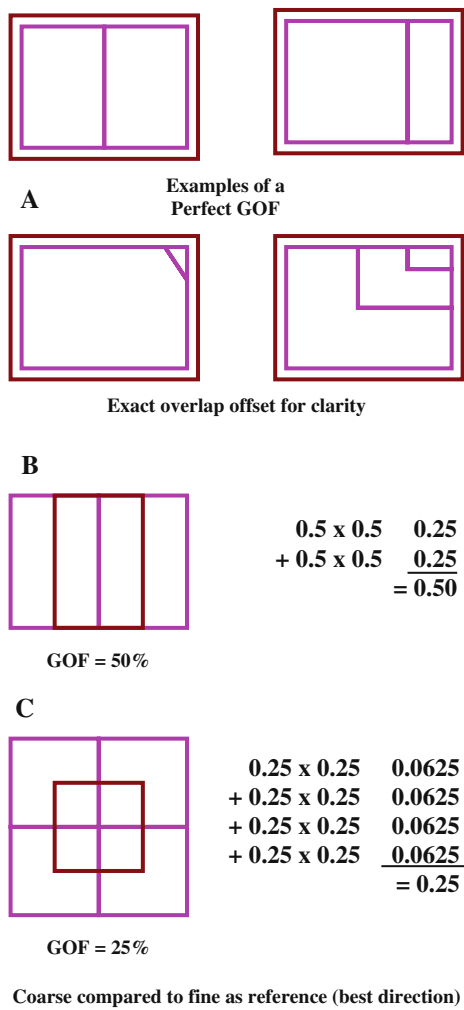 Examples of a
Perfect GOF
A
Exact overlap offset for clarity
B
0.5 x 0.5 0.25
+ 0.5 x 0.5 0.25
= 0.50
GOF = 50%
C
0.25 x 0.25 0.0625
+ 0.25 x 0.25 0.0625
+ 0.25 x 0.25 0.0625
+ 0.25 x 0.25 0.0625
= 0.25
GOF = 25%
Coarse compared to fine as reference (best direction)